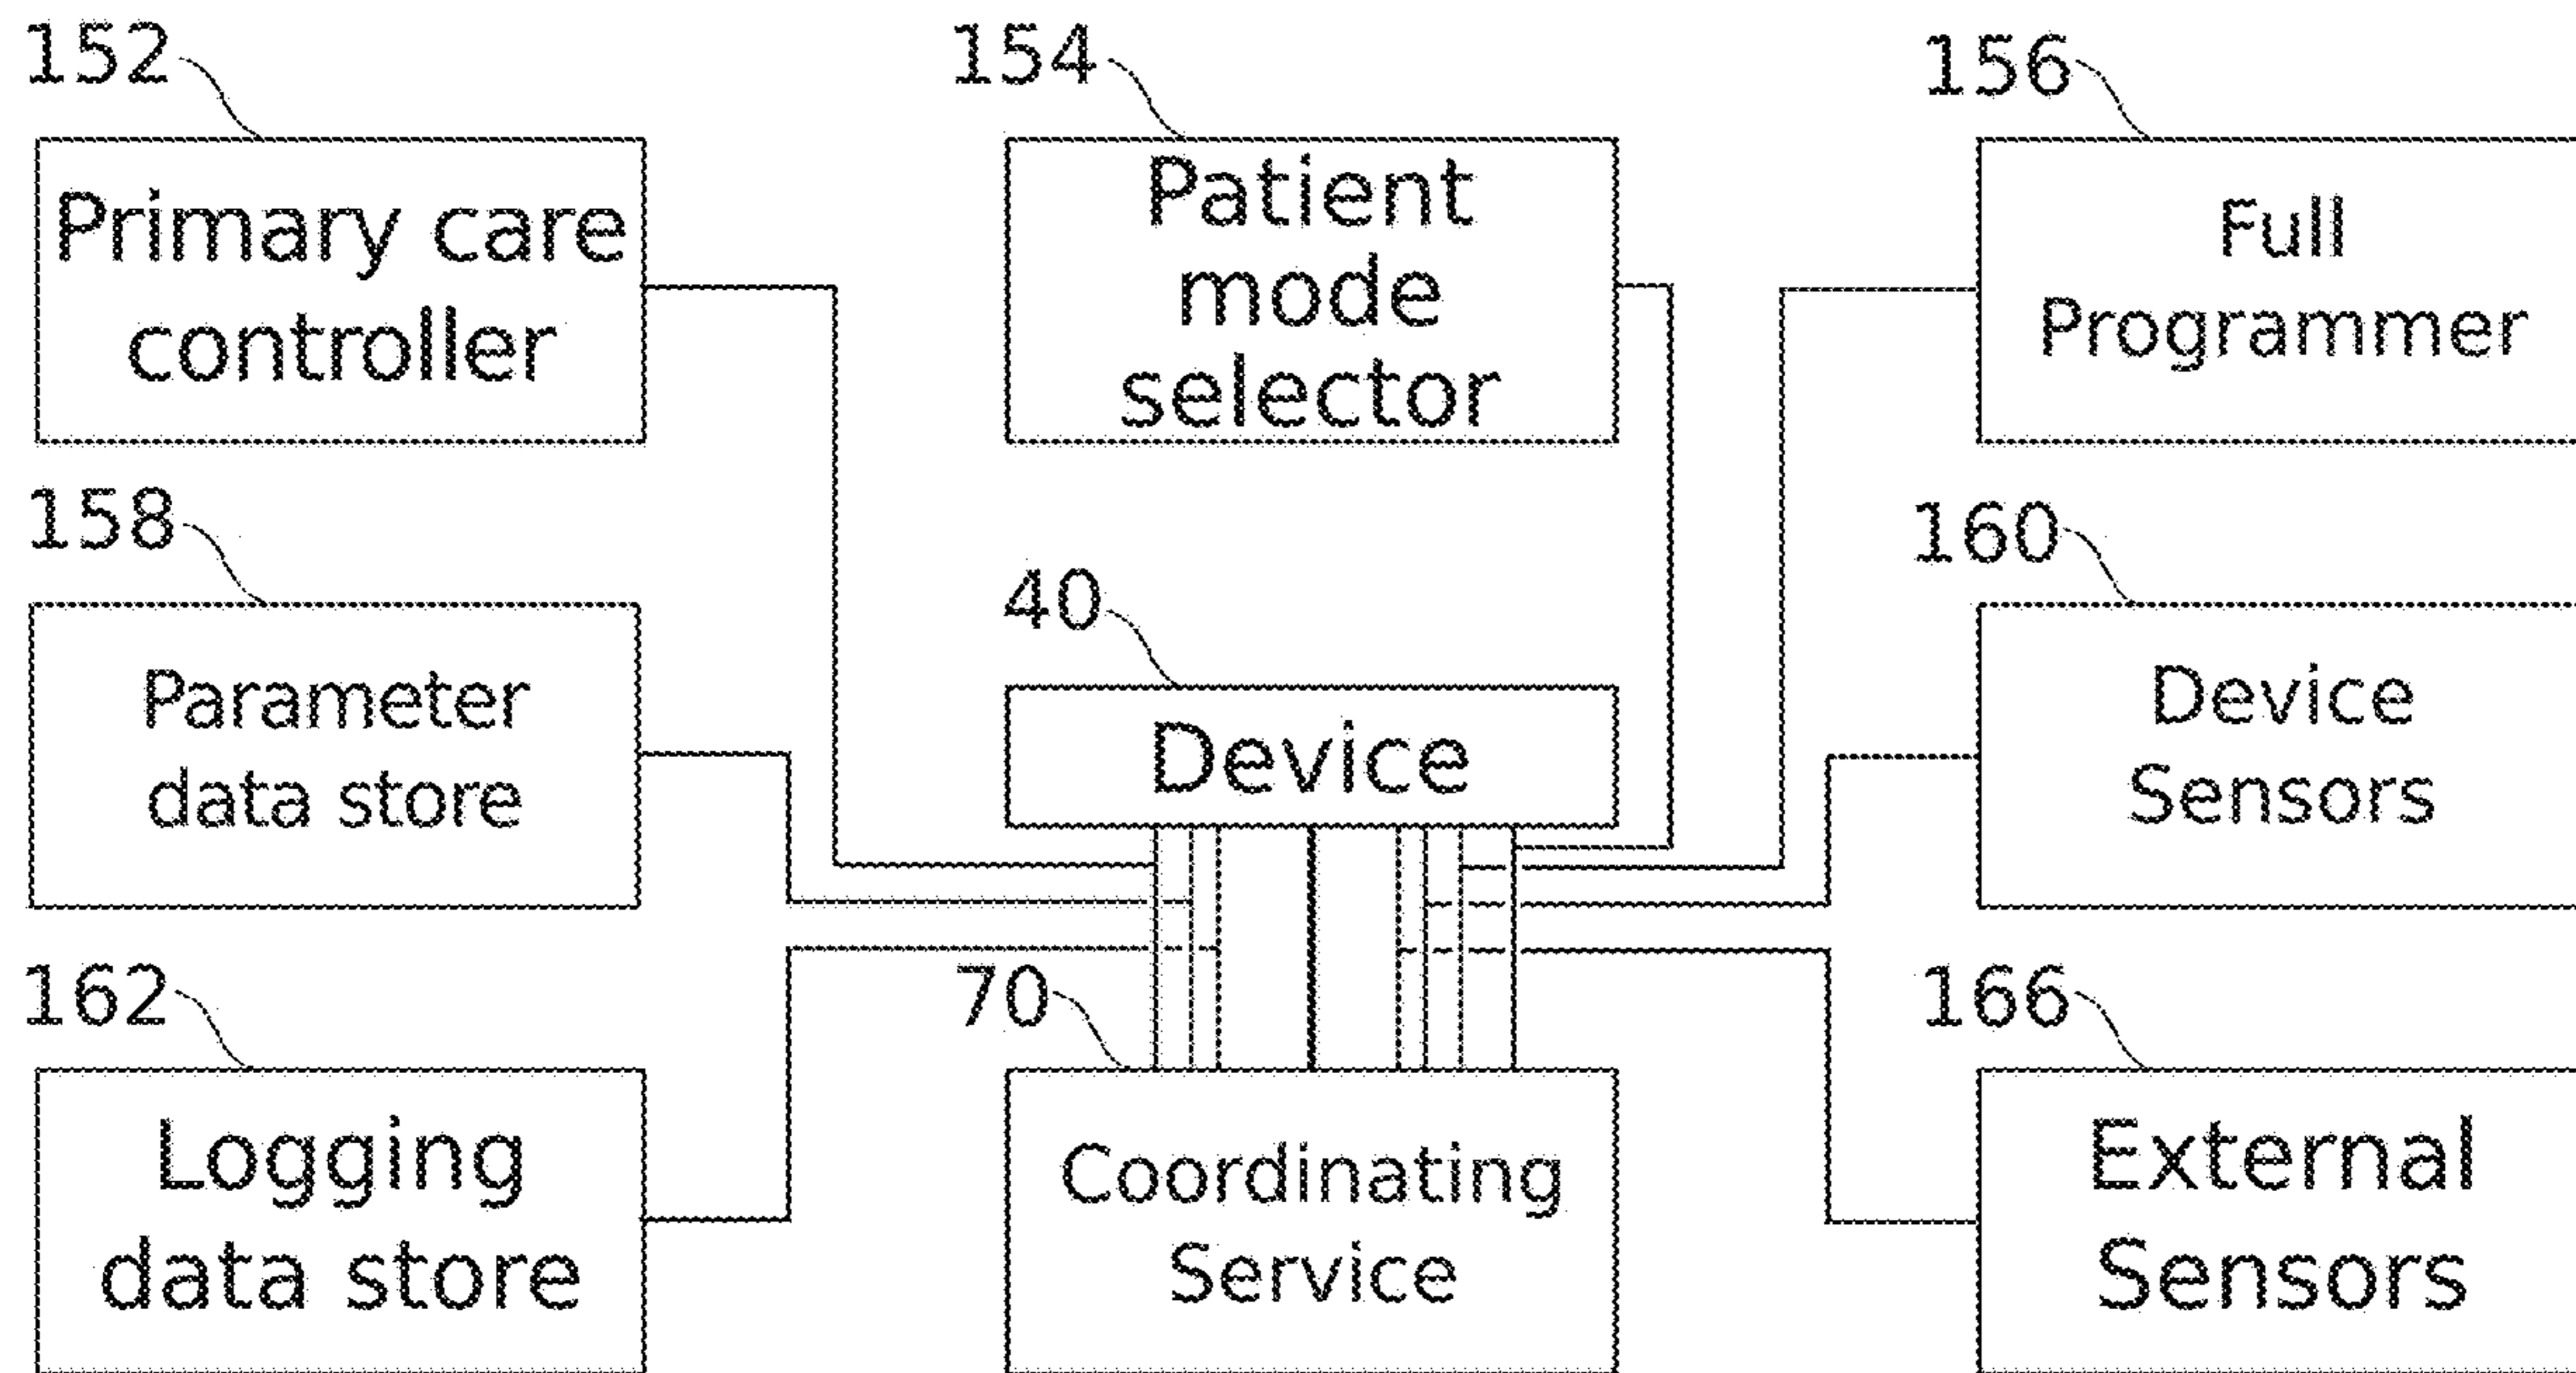 152
Primary care
controller
154
Patient
mode
selector
156
Full
Programmer
158
Parameter
data store
40
Device
160
Device
Sensors
162
Logging
data store
70
Coordinating
Service
166
External
Sensors